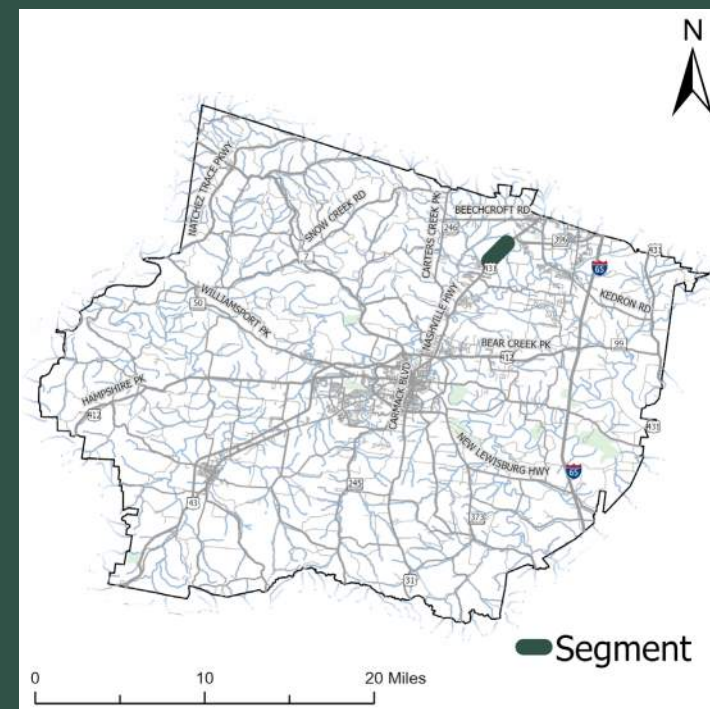 N
NATCHEZ TRACE PKWY
SNOW CREEK RD
7
CARTERS CREEK PK
246
BEECHCROFT RD
396
431
431
65
KEDRON RD
50
WILLIAMSPORT PK
NASHVILLE HWY
BEAR CREEK PK
412
99
CARMACK BLVD
HAMPSHIRE PK
412
431
NEW LEWISBURG HWY
65
245
43
373
31
Segment
0 10 20 Miles